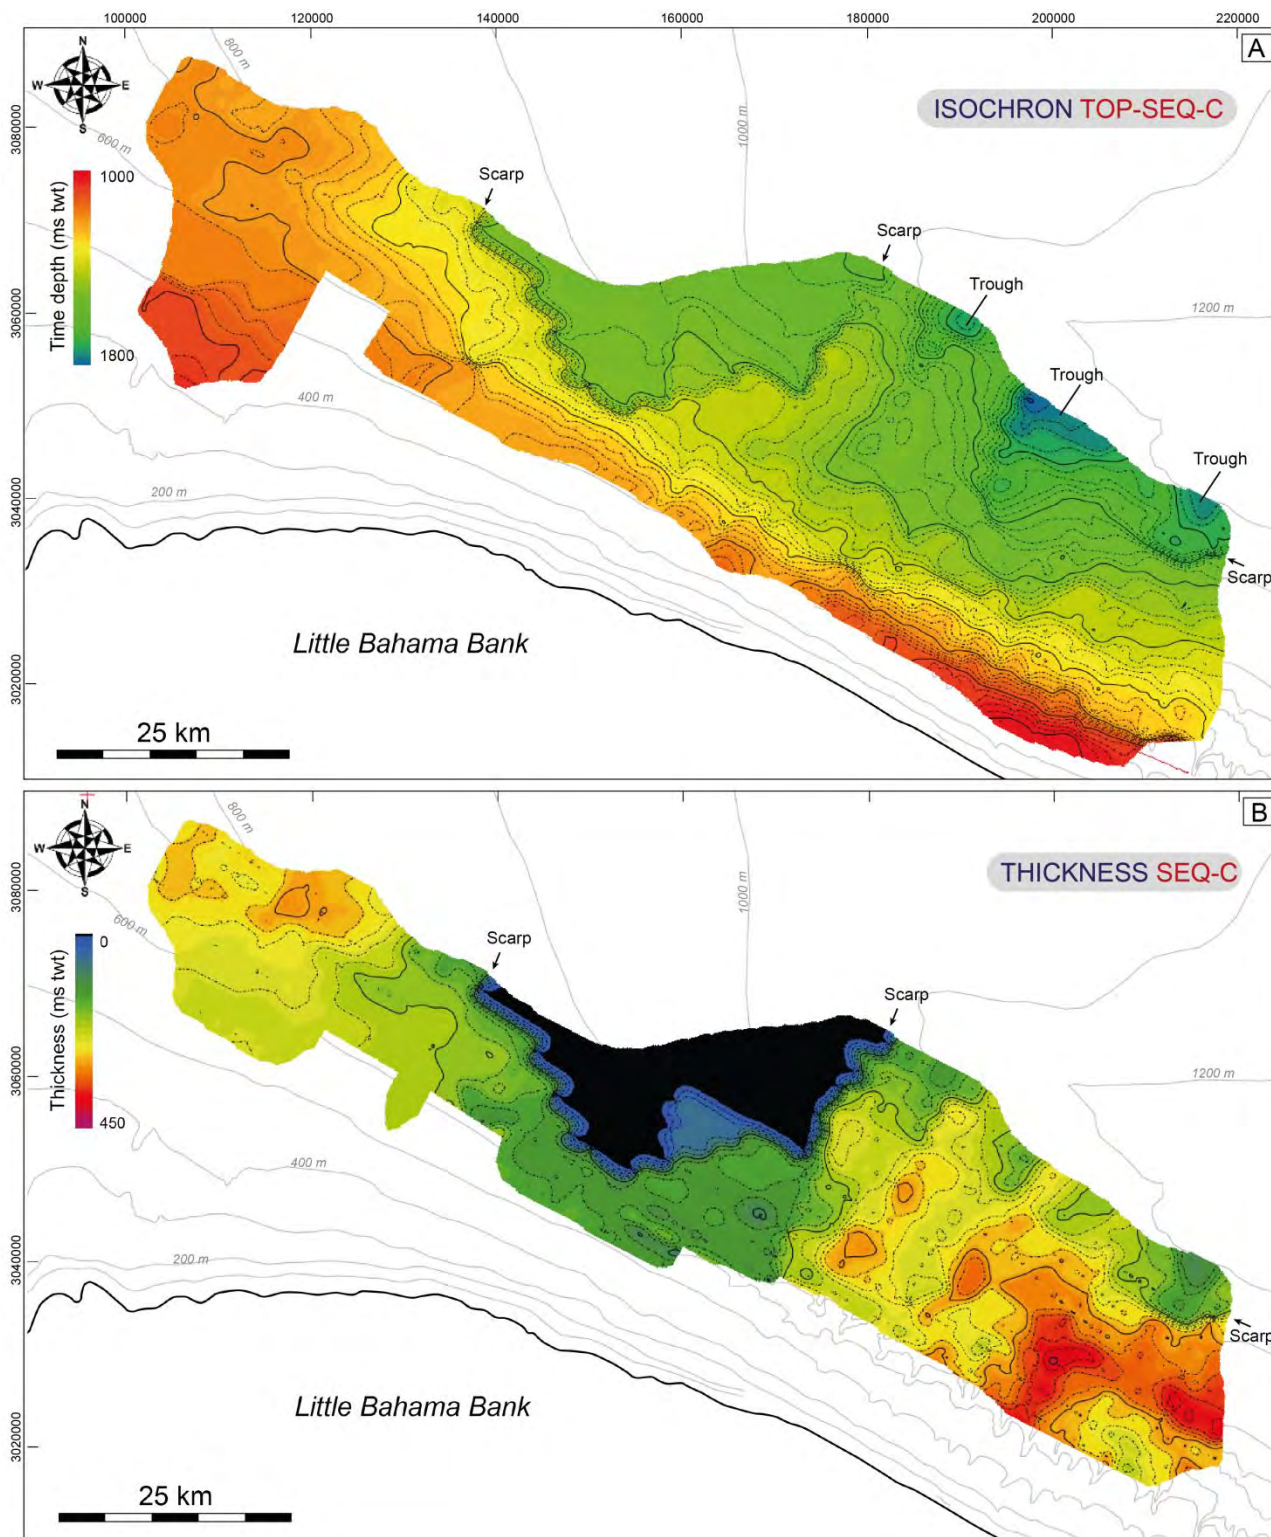 100000 120000 140000 160000 180000 200000 220000
A
N
W E
S
800 m
1000 m
ISOCHRON TOP-SEQ-C
3080000
600 m
Time depth (ms twt)
1000
1800
Scarp
Scarp
Trough
3060000
1200 m
Trough
400 m
Trough
200 m
3040000
Scarp
Little Bahama Bank
3020000
25 km
B
N
W E
S
800 m
1000 m
THICKNESS SEQ-C
3080000
600 m
Thickness (ms twt)
0
450
Scarp
Scarp
3060000
1200 m
400 m
200 m
3040000
Scarp
Little Bahama Bank
3020000
25 km